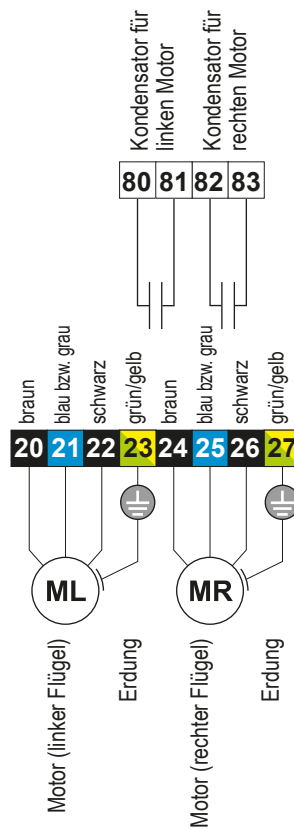 Kondensator für
linken Motor
Kondensator für
rechten Motor
80 81 82 83
braun
blau bzw. grau
schwarz
grün/gelb
braun
blau bzw. grau
schwarz
grün/gelb
20 21 22 23 24 25 26 27
ML
MR
Motor (linker Flügel)
Erdung
Motor (rechter Flügel)
Erdung